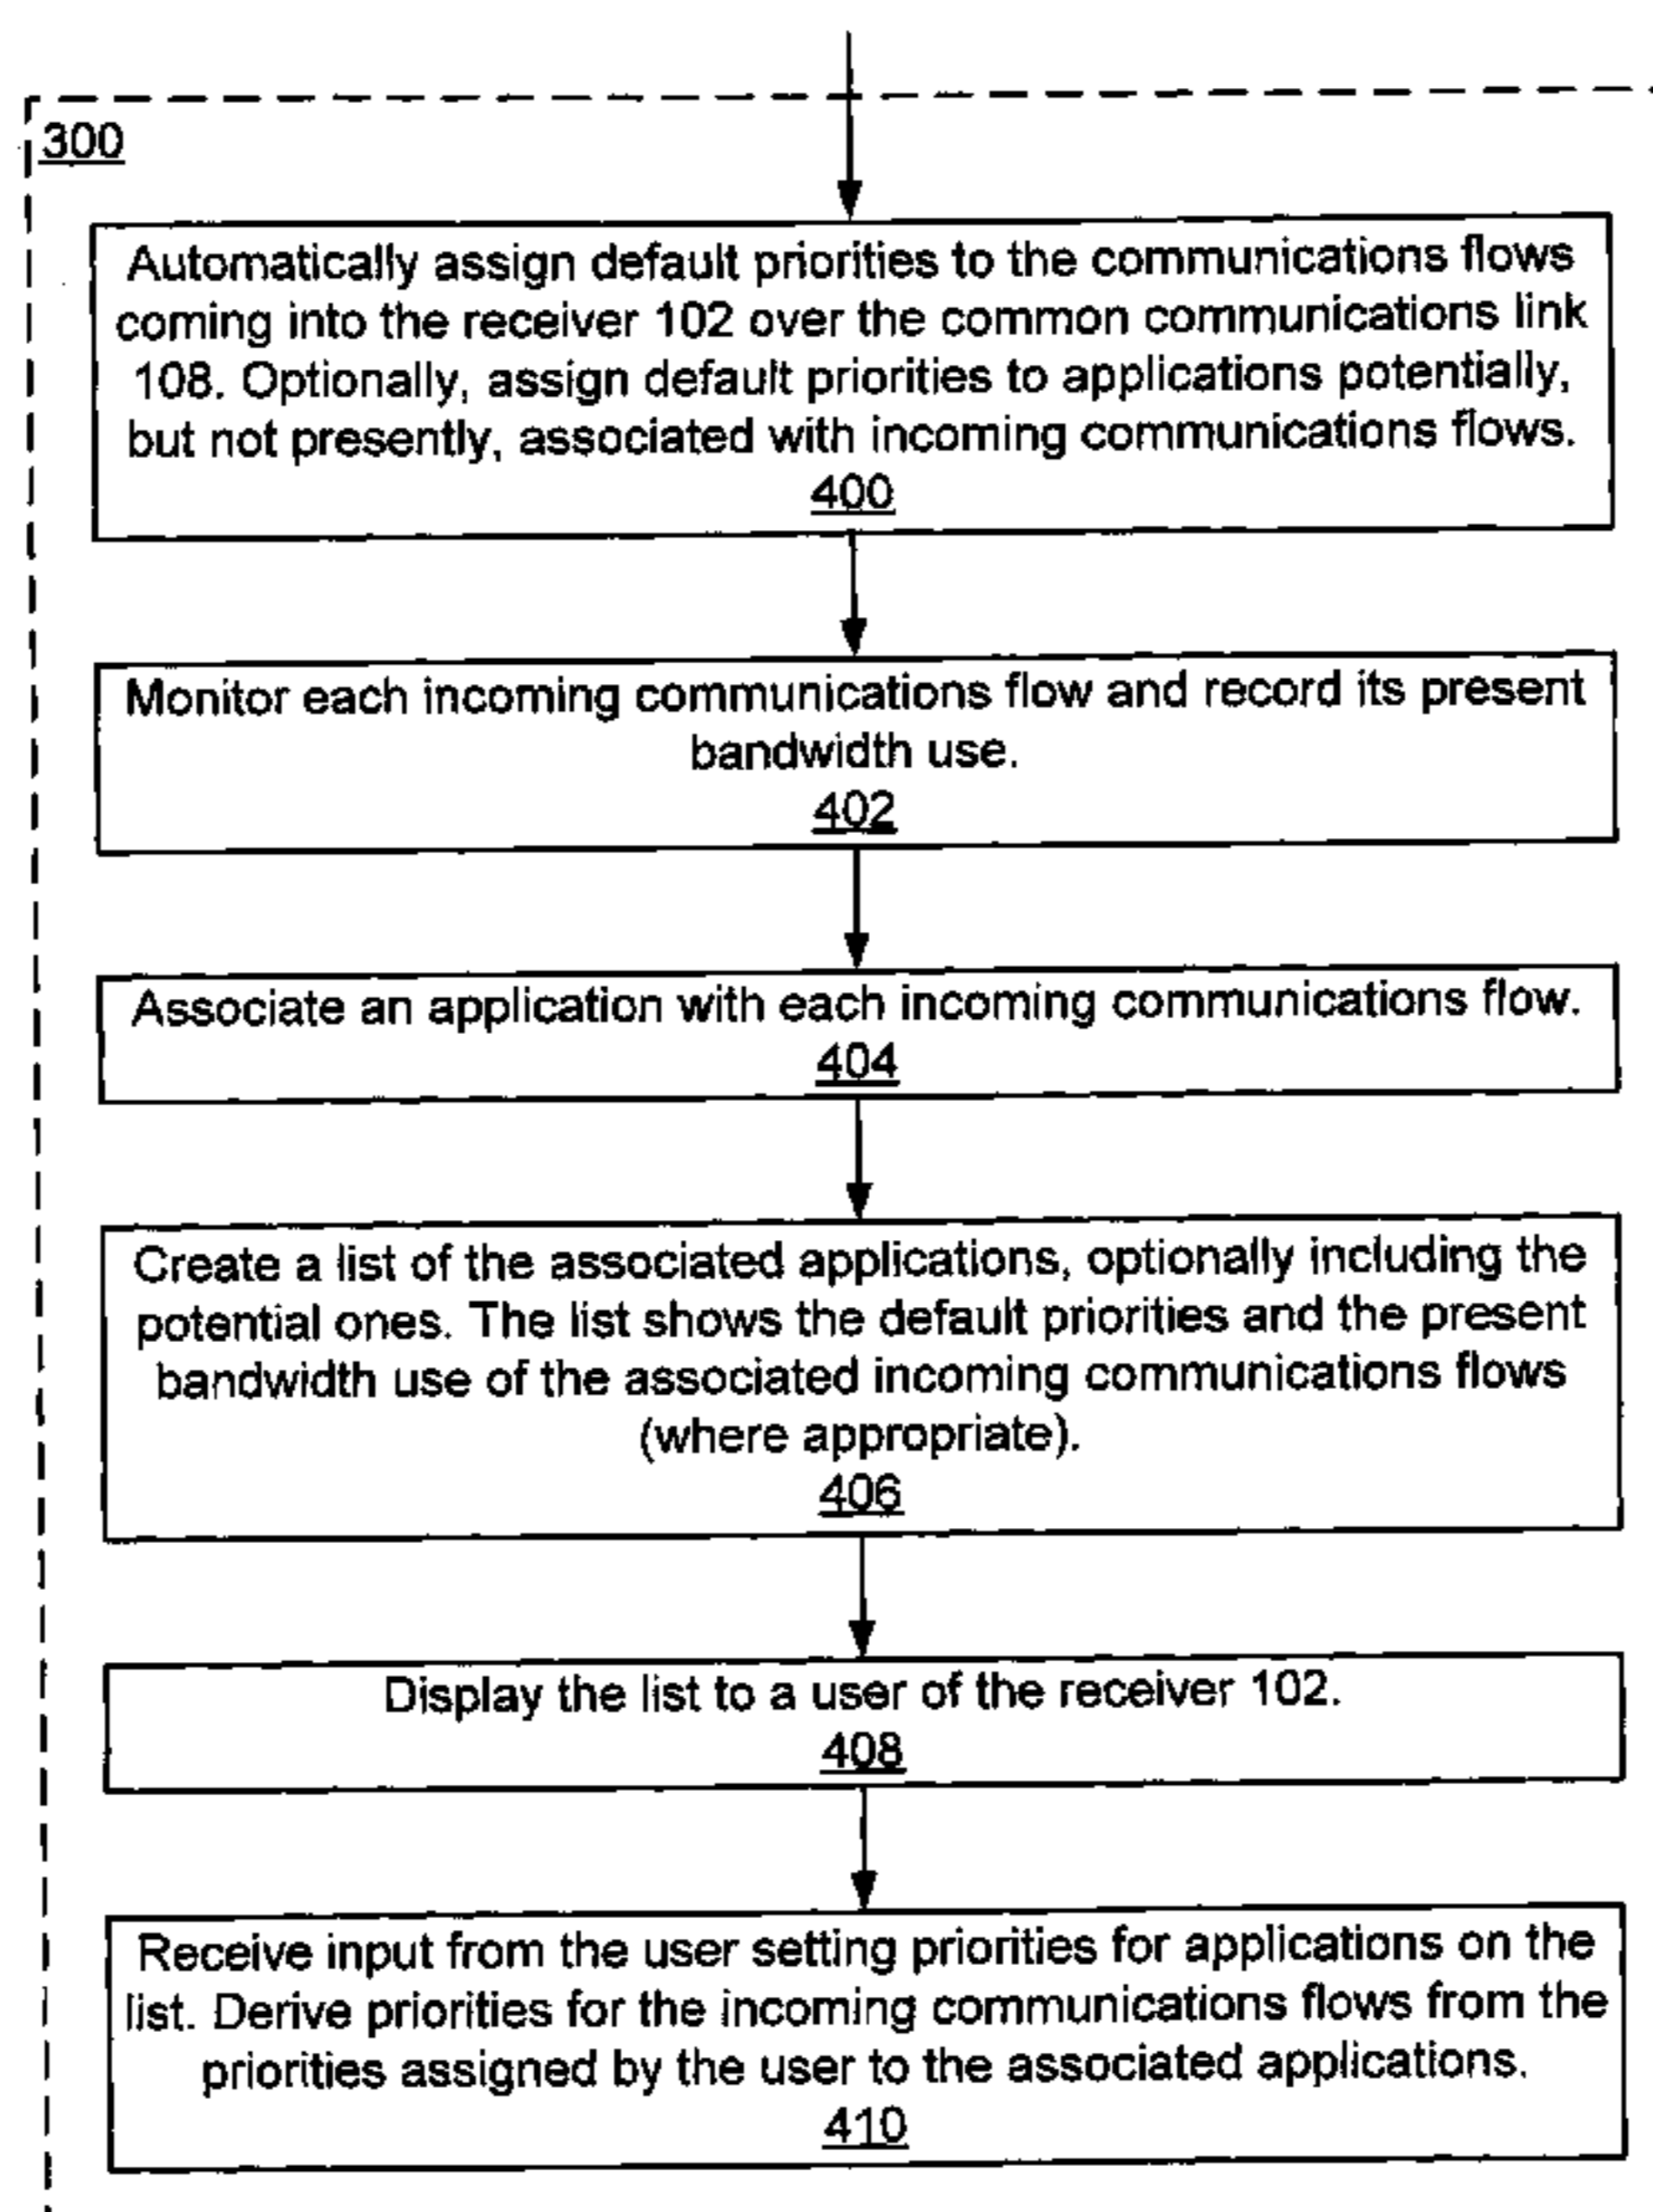 300
Automatically assign default priorities to the communications flows
coming into the receiver 102 over the common communications link
108. Optionally, assign default priorities to applications potentially,
but not presently, associated with incoming communications flows.
400
Monitor each incoming communications flow and record its present
bandwidth use.
402
Associate an application with each incoming communications flow.
404
Create a list of the associated applications, optionally including the
potential ones. The list shows the default priorities and the present
bandwidth use of the associated incoming communications flows
(where appropriate).
406
Display the list to a user of the receiver 102.
408
Receive input from the user setting priorities for applications on the
list. Derive priorities for the incoming communications flows from the
priorities assigned by the user to the associated applications.
410